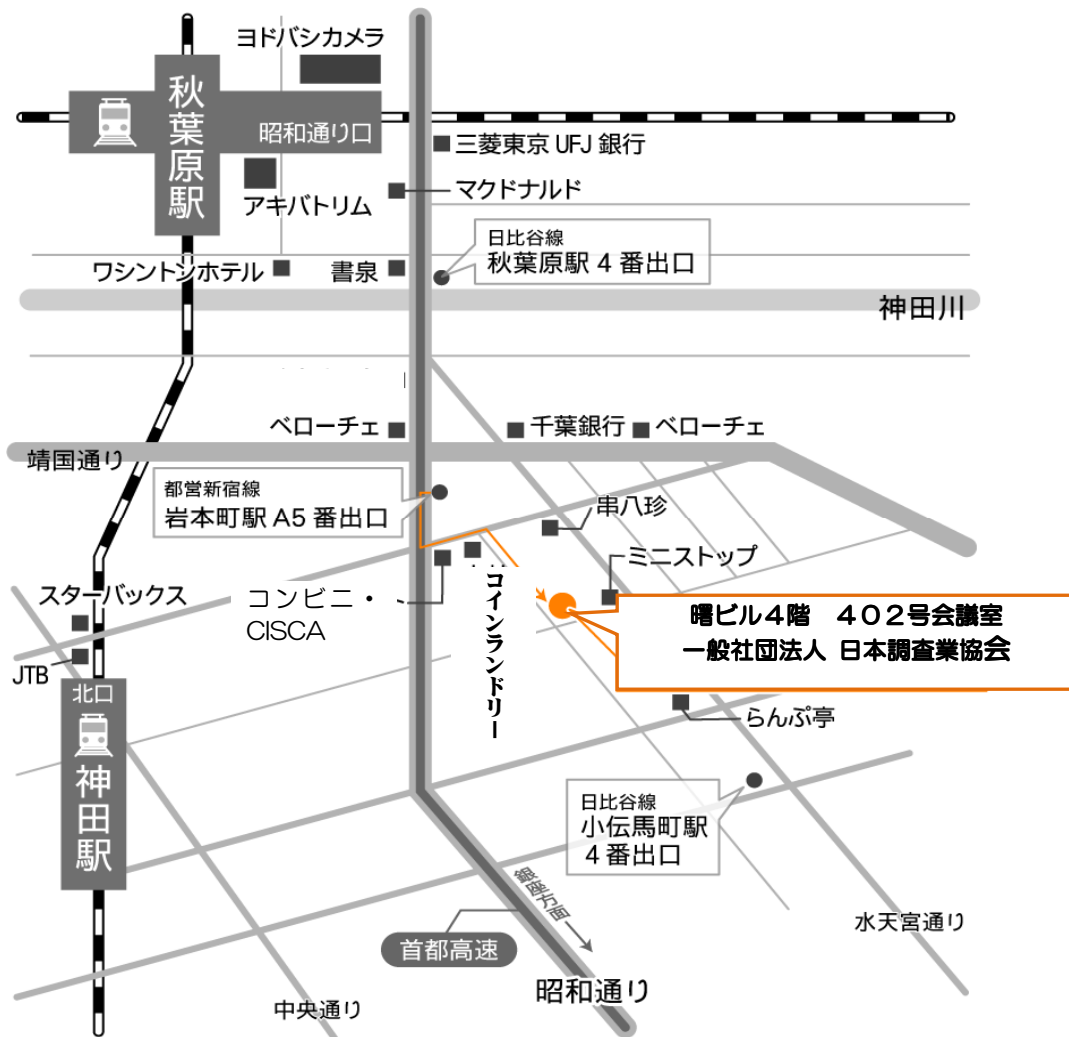 ヨドバシカメラ
秋葉原駅
昭和通り口
三菱東京 UFJ 銀行
アキバトリム
マクドナルド
日比谷線
秋葉原駅 4 番出口
ワシントンホテル
書泉
神田川
ベローチェ
千葉銀行
ベローチェ
靖国通り
都営新宿線
岩本町駅 A5 番出口
串八珍
ミニストップ
スターバックス
コンビニ・
CISCA
コインランドリー
曙ビル4階 402号会議室
一般社団法人 日本調査業協会
JTB
北口
神田駅
らんぷ亭
日比谷線
小伝馬町駅
4 番出口
銀座方面
水天宮通り
首都高速
昭和通り
中央通り